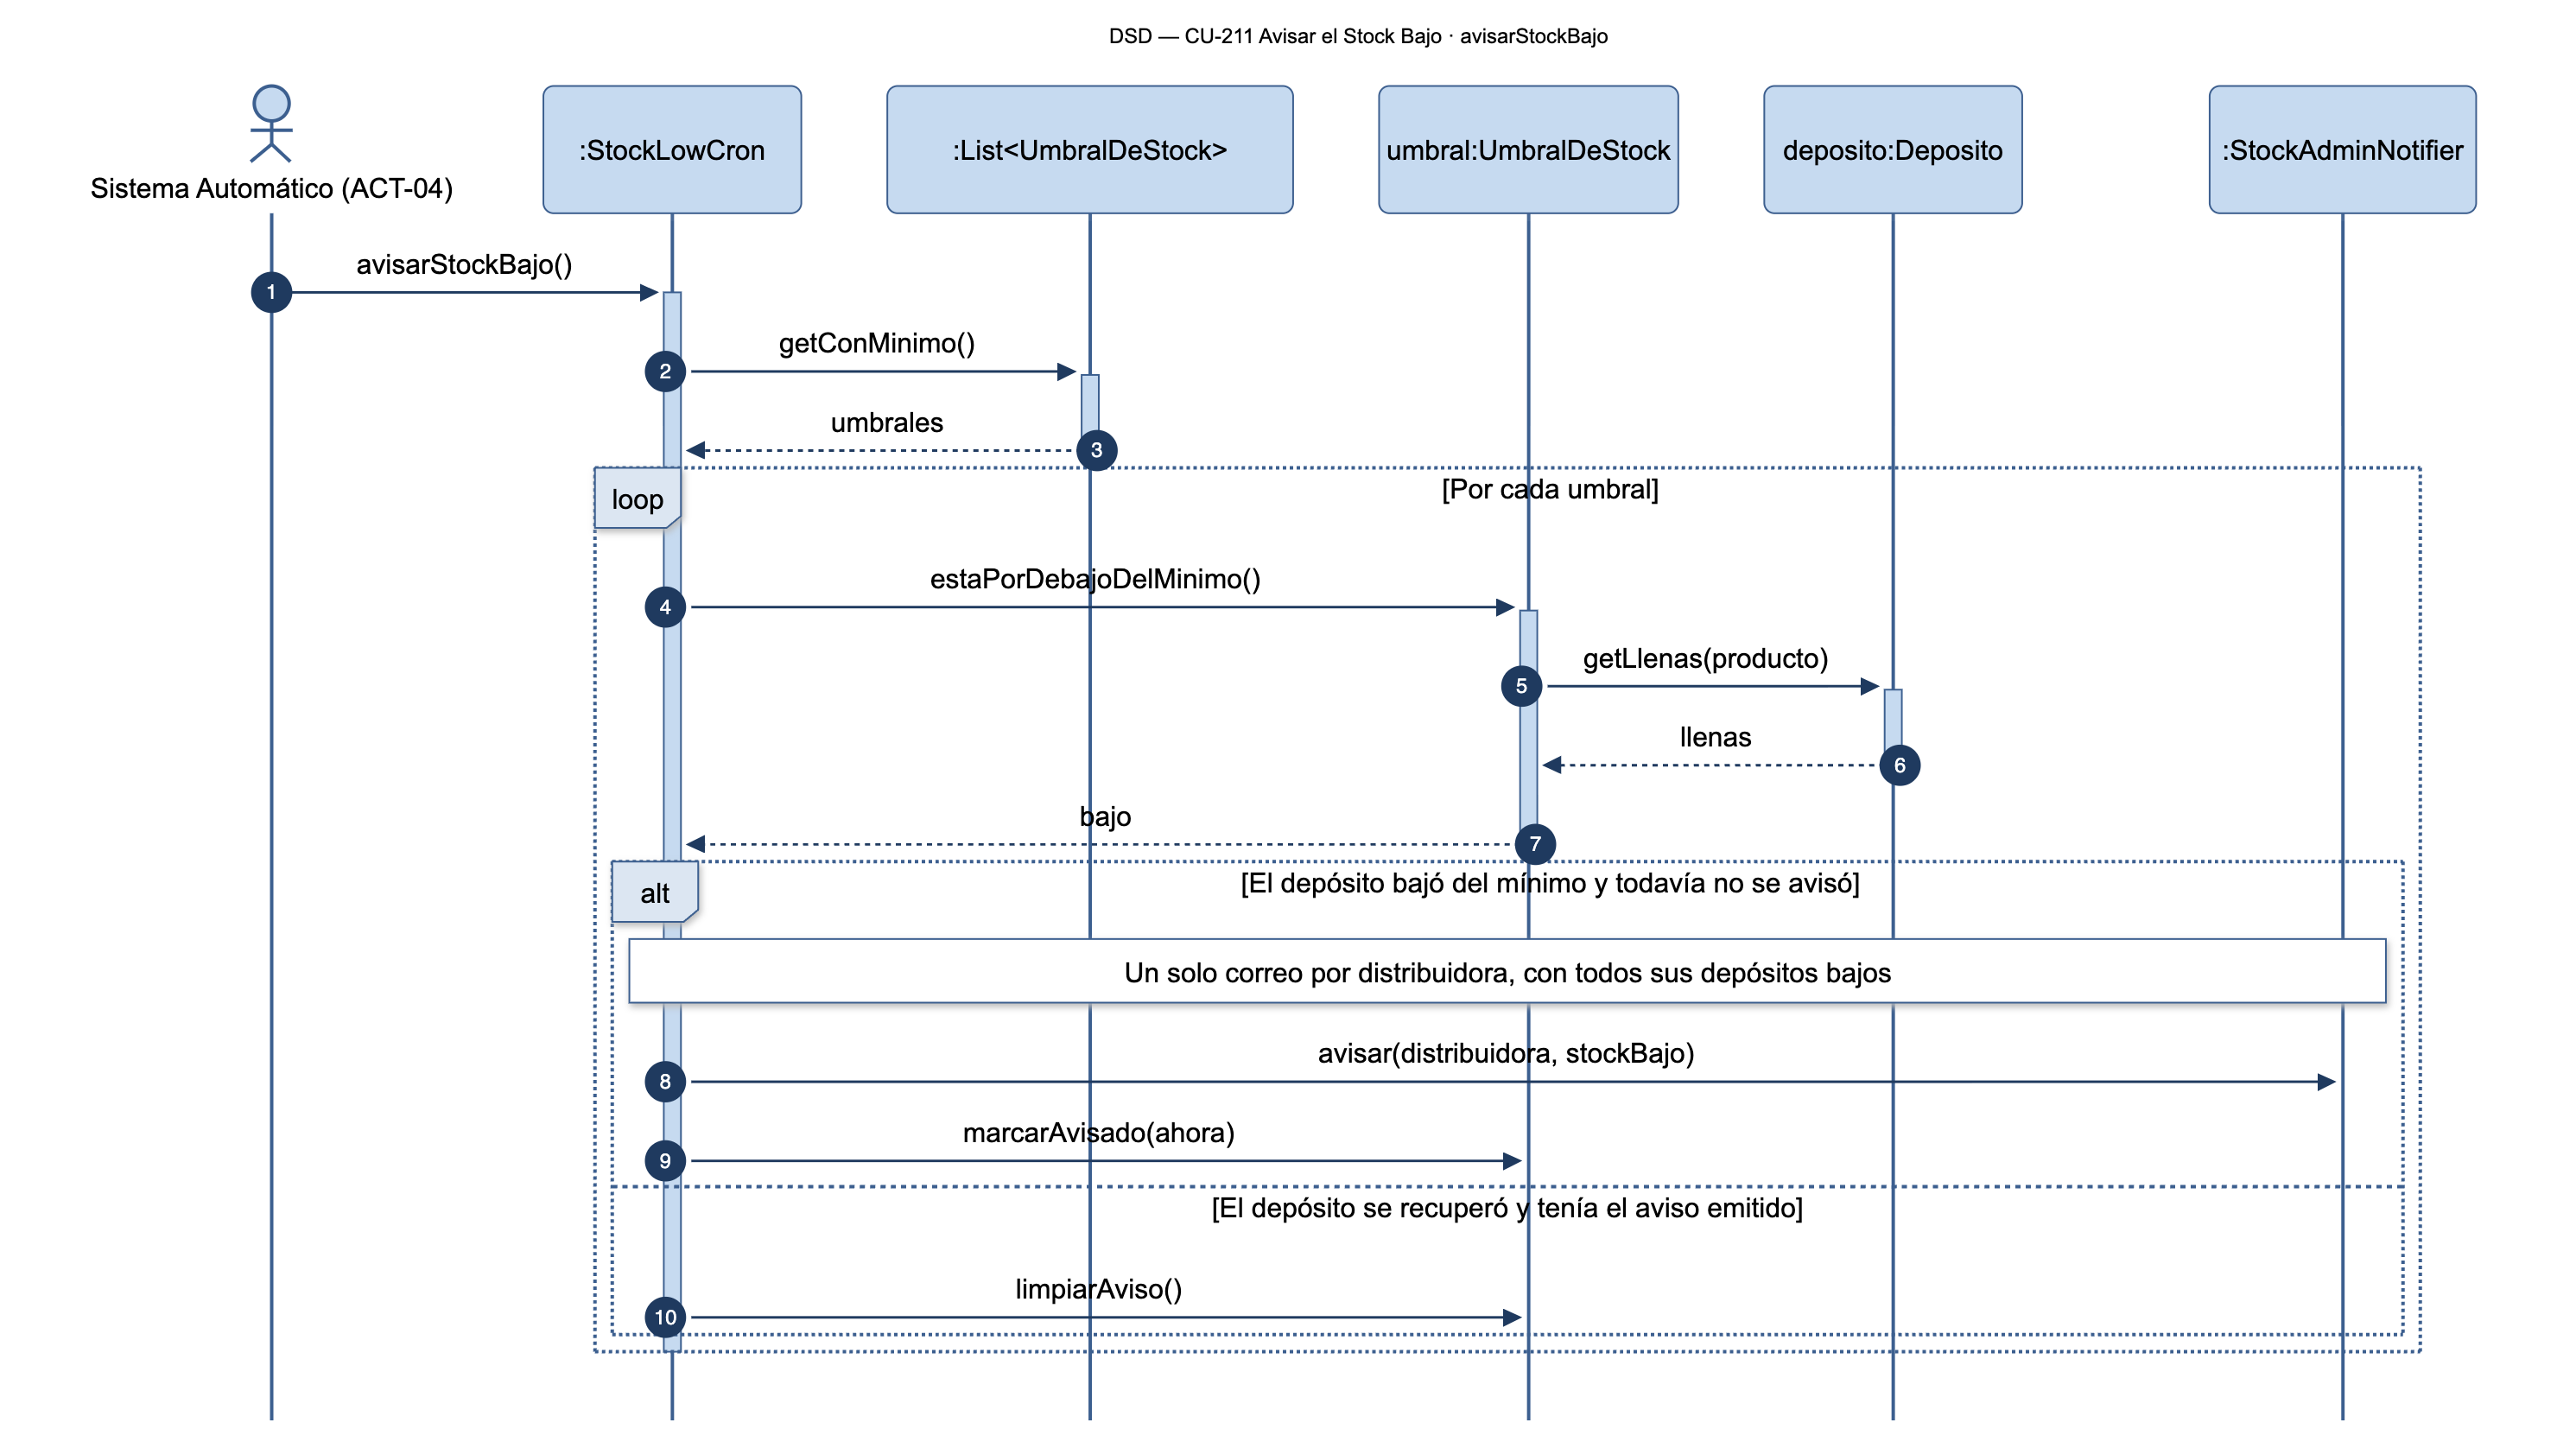 DSD — CU-211 Avisar el Stock Bajo · avisarStockBajo
Sistema Automático (ACT-04)
:StockLowCron
:List<UmbralDeStock>
umbral:UmbralDeStock
deposito:Deposito
:StockAdminNotifier
avisarStockBajo()
1
getConMinimo()
2
umbrales
3
loop
[Por cada umbral]
estaPorDebajoDelMinimo()
4
getLlenas(producto)
5
llenas
6
bajo
7
alt
[El depósito bajó del mínimo y todavía no se avisó]
Un solo correo por distribuidora, con todos sus depósitos bajos
avisar(distribuidora, stockBajo)
8
marcarAvisado(ahora)
9
[El depósito se recuperó y tenía el aviso emitido]
limpiarAviso()
10